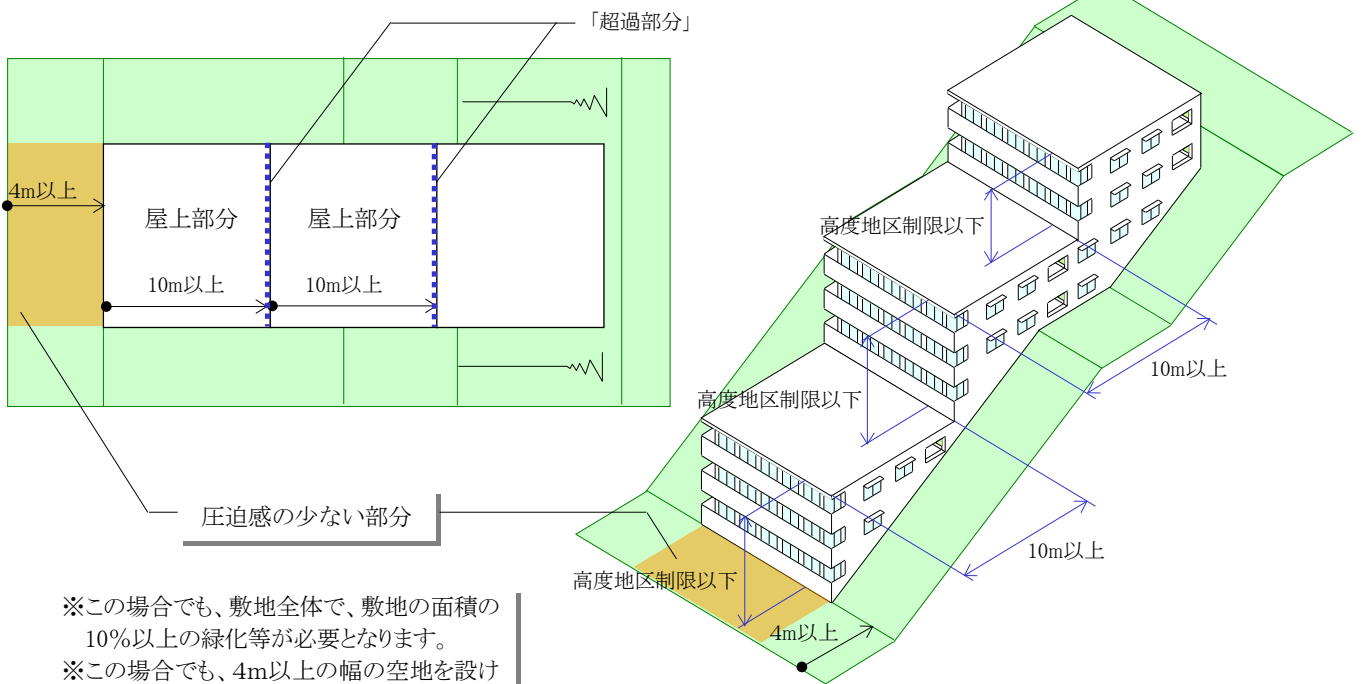 「超過部分」
4m以上
屋上部分
屋上部分
10m以上
10m以上
圧迫感の少ない部分
※この場合でも、敷地全体で、敷地の面積の
10%以上の緑化等が必要となります。
※この場合でも、4m以上の幅の空地を設け
高度地区制限以下
高度地区制限以下
高度地区制限以下
10m以上
10m以上
4m以上